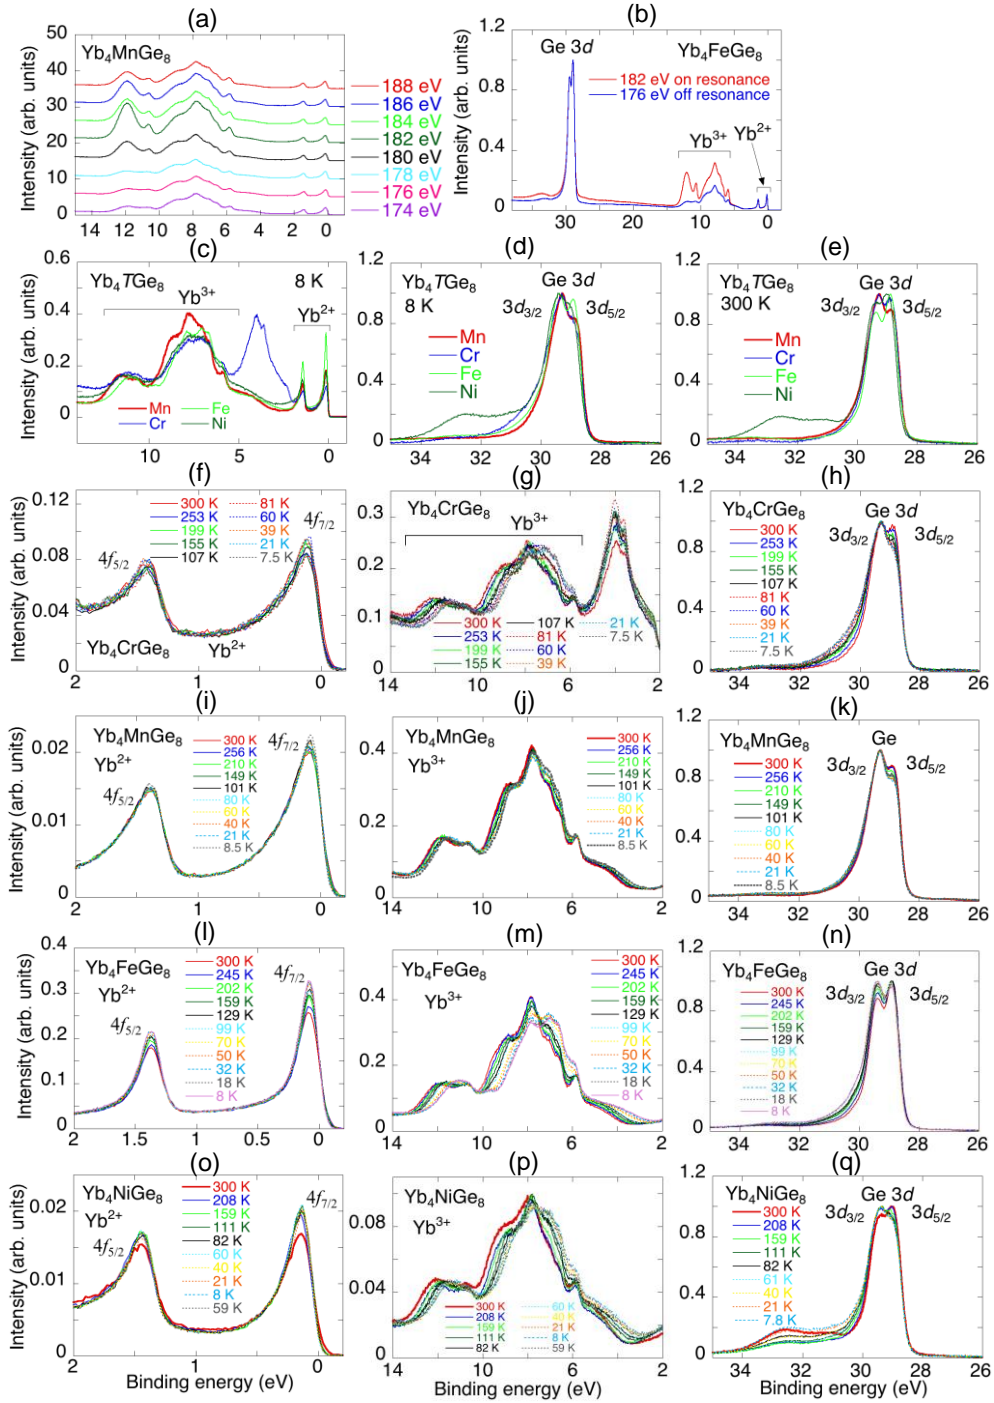 (a)
Yb4MnGe8
Intensity (arb. units)
50
40
30
20
10
0
14 12 10 8 6 4 2 0
188 eV
186 eV
184 eV
182 eV
180 eV
178 eV
176 eV
174 eV
(b)
Ge 3d
Yb4FeGe8
182 eV on resonance
176 eV off resonance
Yb3+
Yb2+
Intensity (arb. units)
1.2
0.8
0.4
0
30 20 10 0
(c)
Yb4TGe8
8 K
Yb3+
Yb2+
Intensity (arb. units)
0.6
0.4
0.2
0
Mn Fe
Cr Ni
10 5 0
(d)
Yb4TGe8
8 K
Ge 3d
3d3/2
3d5/2
Mn
Cr
Fe
Ni
1.2
0.8
0.4
0
35 32 30 28 26
(e)
Yb4TGe8
300 K
Ge 3d
3d3/2
3d5/2
Mn
Cr
Fe
Ni
1.2
0.8
0.4
0
35 32 30 28 26
(f)
300 K 81 K
253 K 60 K
199 K 39 K
155 K 21 K
107 K 7.5 K
4f7/2
4f5/2
Yb4CrGe8
Yb2+
Intensity (arb. units)
0.12
0.08
0.04
0
2 1 0
(g)
Yb4CrGe8
Yb3+
0.3
0.2
0.1
0
300 K 107 K 21 K
253 K 81 K 7.5 K
199 K 60 K
155 K 39 K
14 10 6 2
(h)
Yb4CrGe8
Ge 3d
3d3/2
3d5/2
300 K
253 K
199 K
155 K
107 K
81 K
60 K
39 K
21 K
7.5 K
1.2
0.8
0.4
0
35 32 30 28 26
(i)
Yb4MnGe8
Yb2+
4f7/2
4f5/2
300 K
256 K
210 K
149 K
101 K
80 K
60 K
40 K
21 K
8.5 K
Intensity (arb. units)
0.02
0.01
0
2 1 0
(j)
Yb4MnGe8
Yb3+
300 K
256 K
210 K
149 K
101 K
80 K
60 K
40 K
21 K
8.5 K
0.4
0.2
0
14 10 6 2
(k)
Yb4MnGe8
Ge
3d3/2
3d5/2
300 K
256 K
210 K
149 K
101 K
80 K
60 K
40 K
21 K
8.5 K
1.2
0.8
0.4
0
35 32 30 28 26
(l)
Yb4FeGe8
Yb2+
4f7/2
4f5/2
300 K
245 K
202 K
159 K
129 K
99 K
70 K
50 K
32 K
18 K
8 K
Intensity (arb. units)
0.4
0.3
0.2
0.1
0
2 1.5 1 0.5 0
(m)
Yb4FeGe8
Yb3+
300 K
245 K
202 K
159 K
129 K
99 K
70 K
50 K
32 K
18 K
8 K
0.4
0.2
0
14 10 6 2
(n)
Yb4FeGe8
Ge 3d
3d3/2
3d5/2
300 K
245 K
202 K
159 K
129 K
99 K
70 K
50 K
32 K
18 K
8 K
1.2
0.8
0.4
0
35 32 30 28 26
(o)
Yb4NiGe8
Yb2+
4f7/2
4f5/2
300 K
208 K
159 K
111 K
82 K
60 K
40 K
21 K
8 K
59 K
Intensity (arb. units)
0.02
0.01
0
2 1 0
Binding energy (eV)
(p)
Yb4NiGe8
Yb3+
300 K 60 K
208 K 40 K
159 K 21 K
111 K 8 K
82 K 59 K
0.08
0.04
0
14 10 6 2
Binding energy (eV)
(q)
Yb4NiGe8
Ge 3d
3d3/2
3d5/2
300 K
208 K
159 K
111 K
82 K
61 K
40 K
21 K
7.8 K
1.2
0.8
0.4
0
35 32 30 28 26
Binding energy (eV)